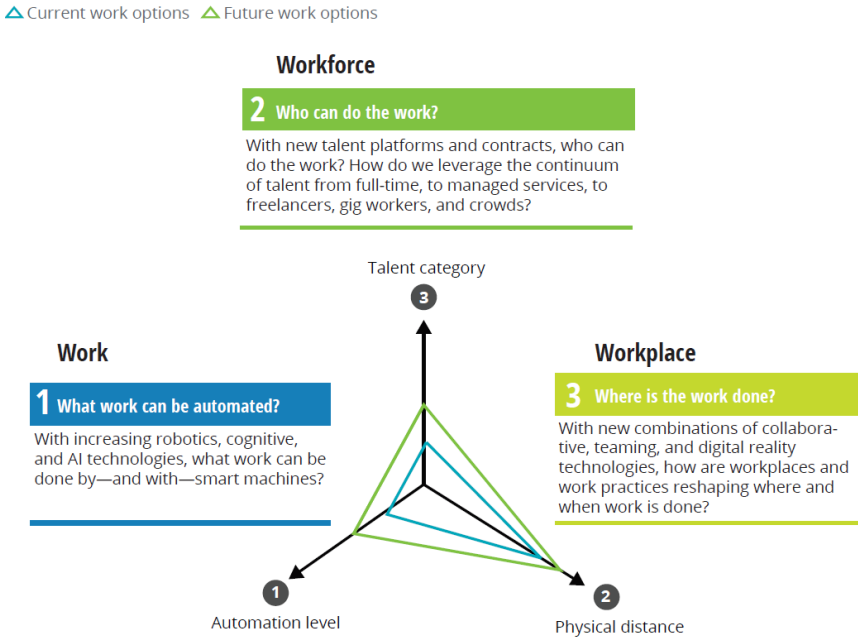 Current work options Future work options
Workforce
2 Who can do the work?
With new talent platforms and contracts, who can
do the work? How do we leverage the continuum
of talent from full-time, to managed services, to
freelancers, gig workers, and crowds?
Talent category
3
Work
1 What work can be automated?
With increasing robotics, cognitive,
and AI technologies, what work can be
done by—and with—smart machines?
Workplace
3 Where is the work done?
With new combinations of collabora-
tive, teaming, and digital reality
technologies, how are workplaces and
work practices reshaping where and
when work is done?
1
Automation level
2
Physical distance